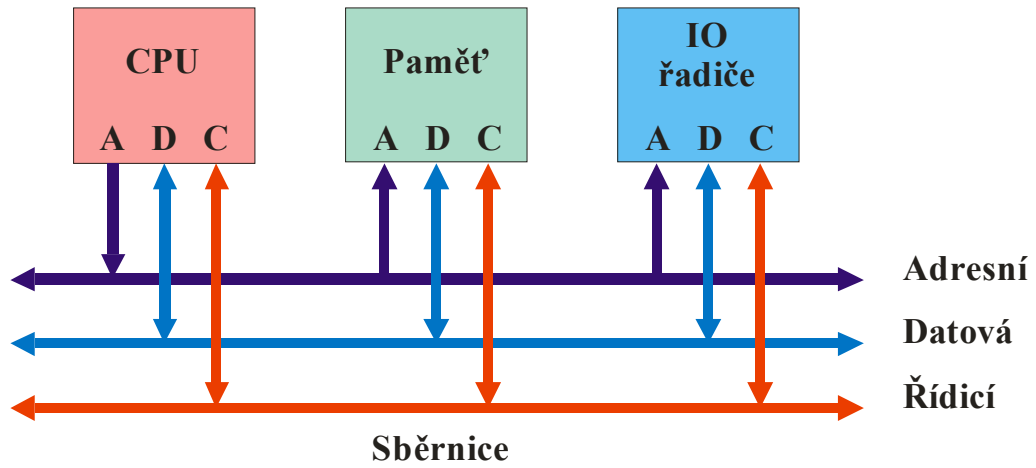 CPU
A D C
Paměť
A D C
IO
řadiče
A D C
Adresní
Datová
Řídicí
Sběrnice